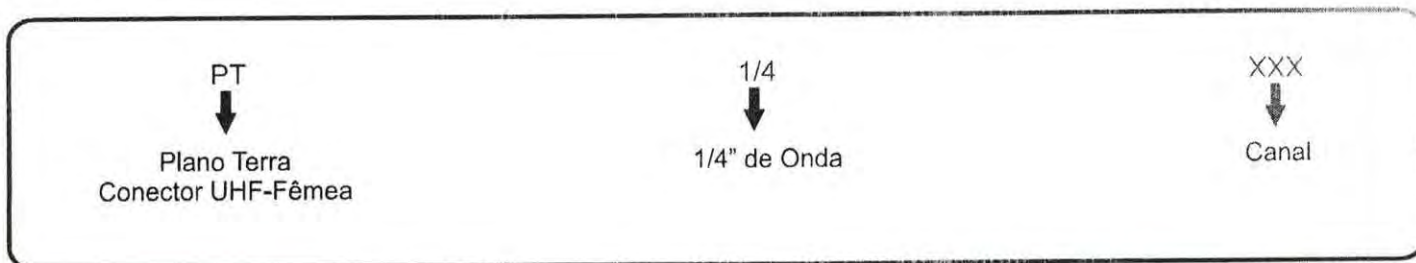 PT
1/4
XXX
Plano Terra
Conector UHF-Fêmea
1/4” de Onda
Canal